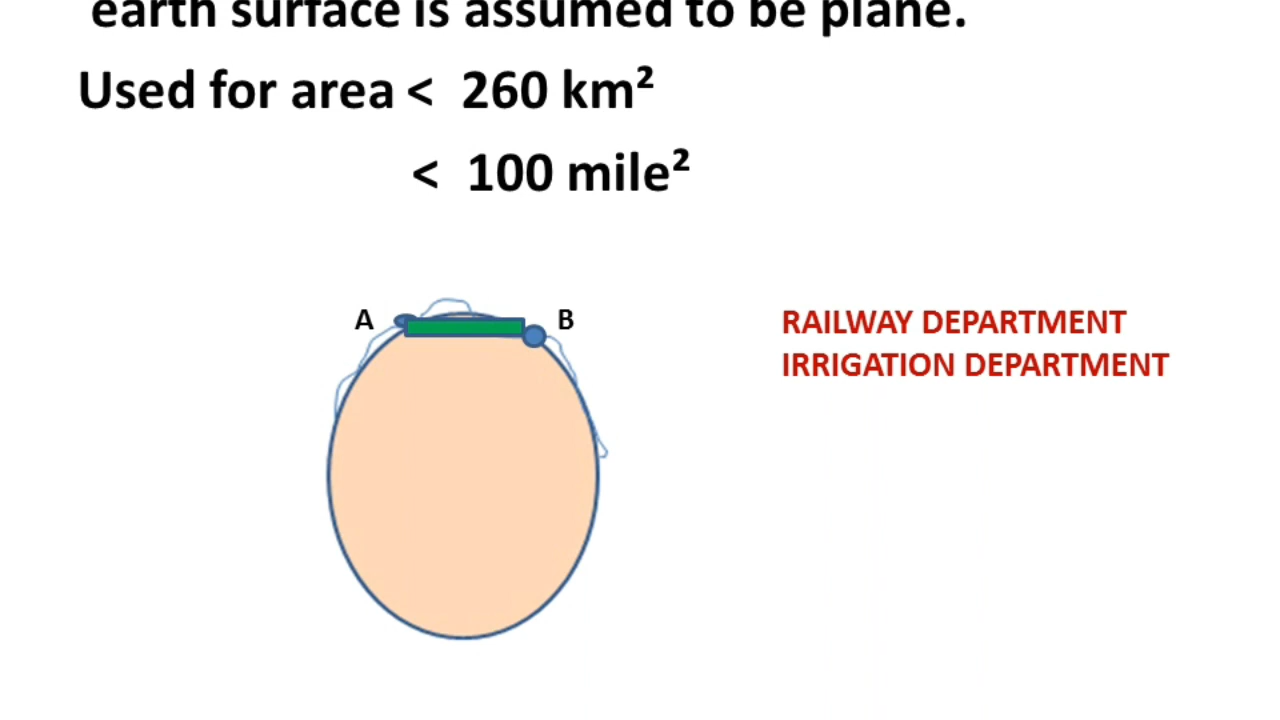 earth surface is assumed to be plane.
Used for area < 260 km²
< 100 mile²
A
B
RAILWAY DEPARTMENT
IRRIGATION DEPARTMENT